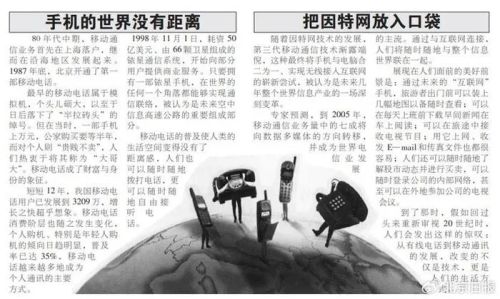 手机的世界没有距离
80年代中期，移动通
信业务首先在上海落户，继
而在沿海地区发展起来。
1987年底，北京开通了第一
部移动电话。
最早的移动电话属于模
拟机，个头儿硕大，以至于
日后落下了“半拉砖头”
的绰号。但在当时，一部手机
上万元，公家购买要等半年，
而对个人则“贵贱不卖”，人
们热衷于将其称为“大哥
大”。移动电话成了财富与身
份的象征。
短短12年，我国移动电
话用户已发展到3209万，增
长之快超乎想象。移动电话
消费阶层也随之发生变化，
个人购机、特别是年轻人购
机的倾向日趋明显，普及
率已达35%，移动电
话越来越多地成为
个人通讯的主要
方式。
1998年11月1日，耗资50
亿美元，由66颗卫星组成的
铱星通信系统，开始向部分
用户提供商业服务。只要拥
有一部铱星手机，在世界的
任何一个角落都能够实现通
信联络，被认为是未来空中
信息高速公路的重要组成部
分。
移动电话的普及使人类的
生活空间变得没有了
距离感，人们也
可以随时随地
拨打电话，更
可以随时随
地自由接
听电
话。
把因特网放入口袋
随着因特网技术的发展，
第三代移动通信技术渐露端
倪，这种最终将手机与电脑合
二为一，实现无线接入互联网
的崭新尝试，被认为是未来几
年整个世界信息产业的一场深
刻变革。
专家预测，到2005年，
移动通信业务量中的七成将
向数据多媒体的方向转移，
并成为世界电
信业发
展
的主流。通过与互联网连接，
人们将随时随地与整个信息
世界联在一起。
展现在人们面前的美好前
景是：通过未来的“互联网”
手机，旅游者出门前可以装上
几幅地图以备随时查看；可以
在每天上班前下载早间新闻在
车上阅读；可以在旅途中接
收电视节目；用它上网、收
发E—mail和传真文件也都很
容易；人们还可以随时随地了
解股市动态并进行买卖，可以
随时登录公司的内部网络，甚
至可以在外地参加公司的电视
会议。
到了那时，假如回过
头来重新审视20世纪时，
人们会发出这样的惊叹：
从有线电话到移动通讯
的发展，改变的不
仅是技术，更是
人们的生活方
@北京日报